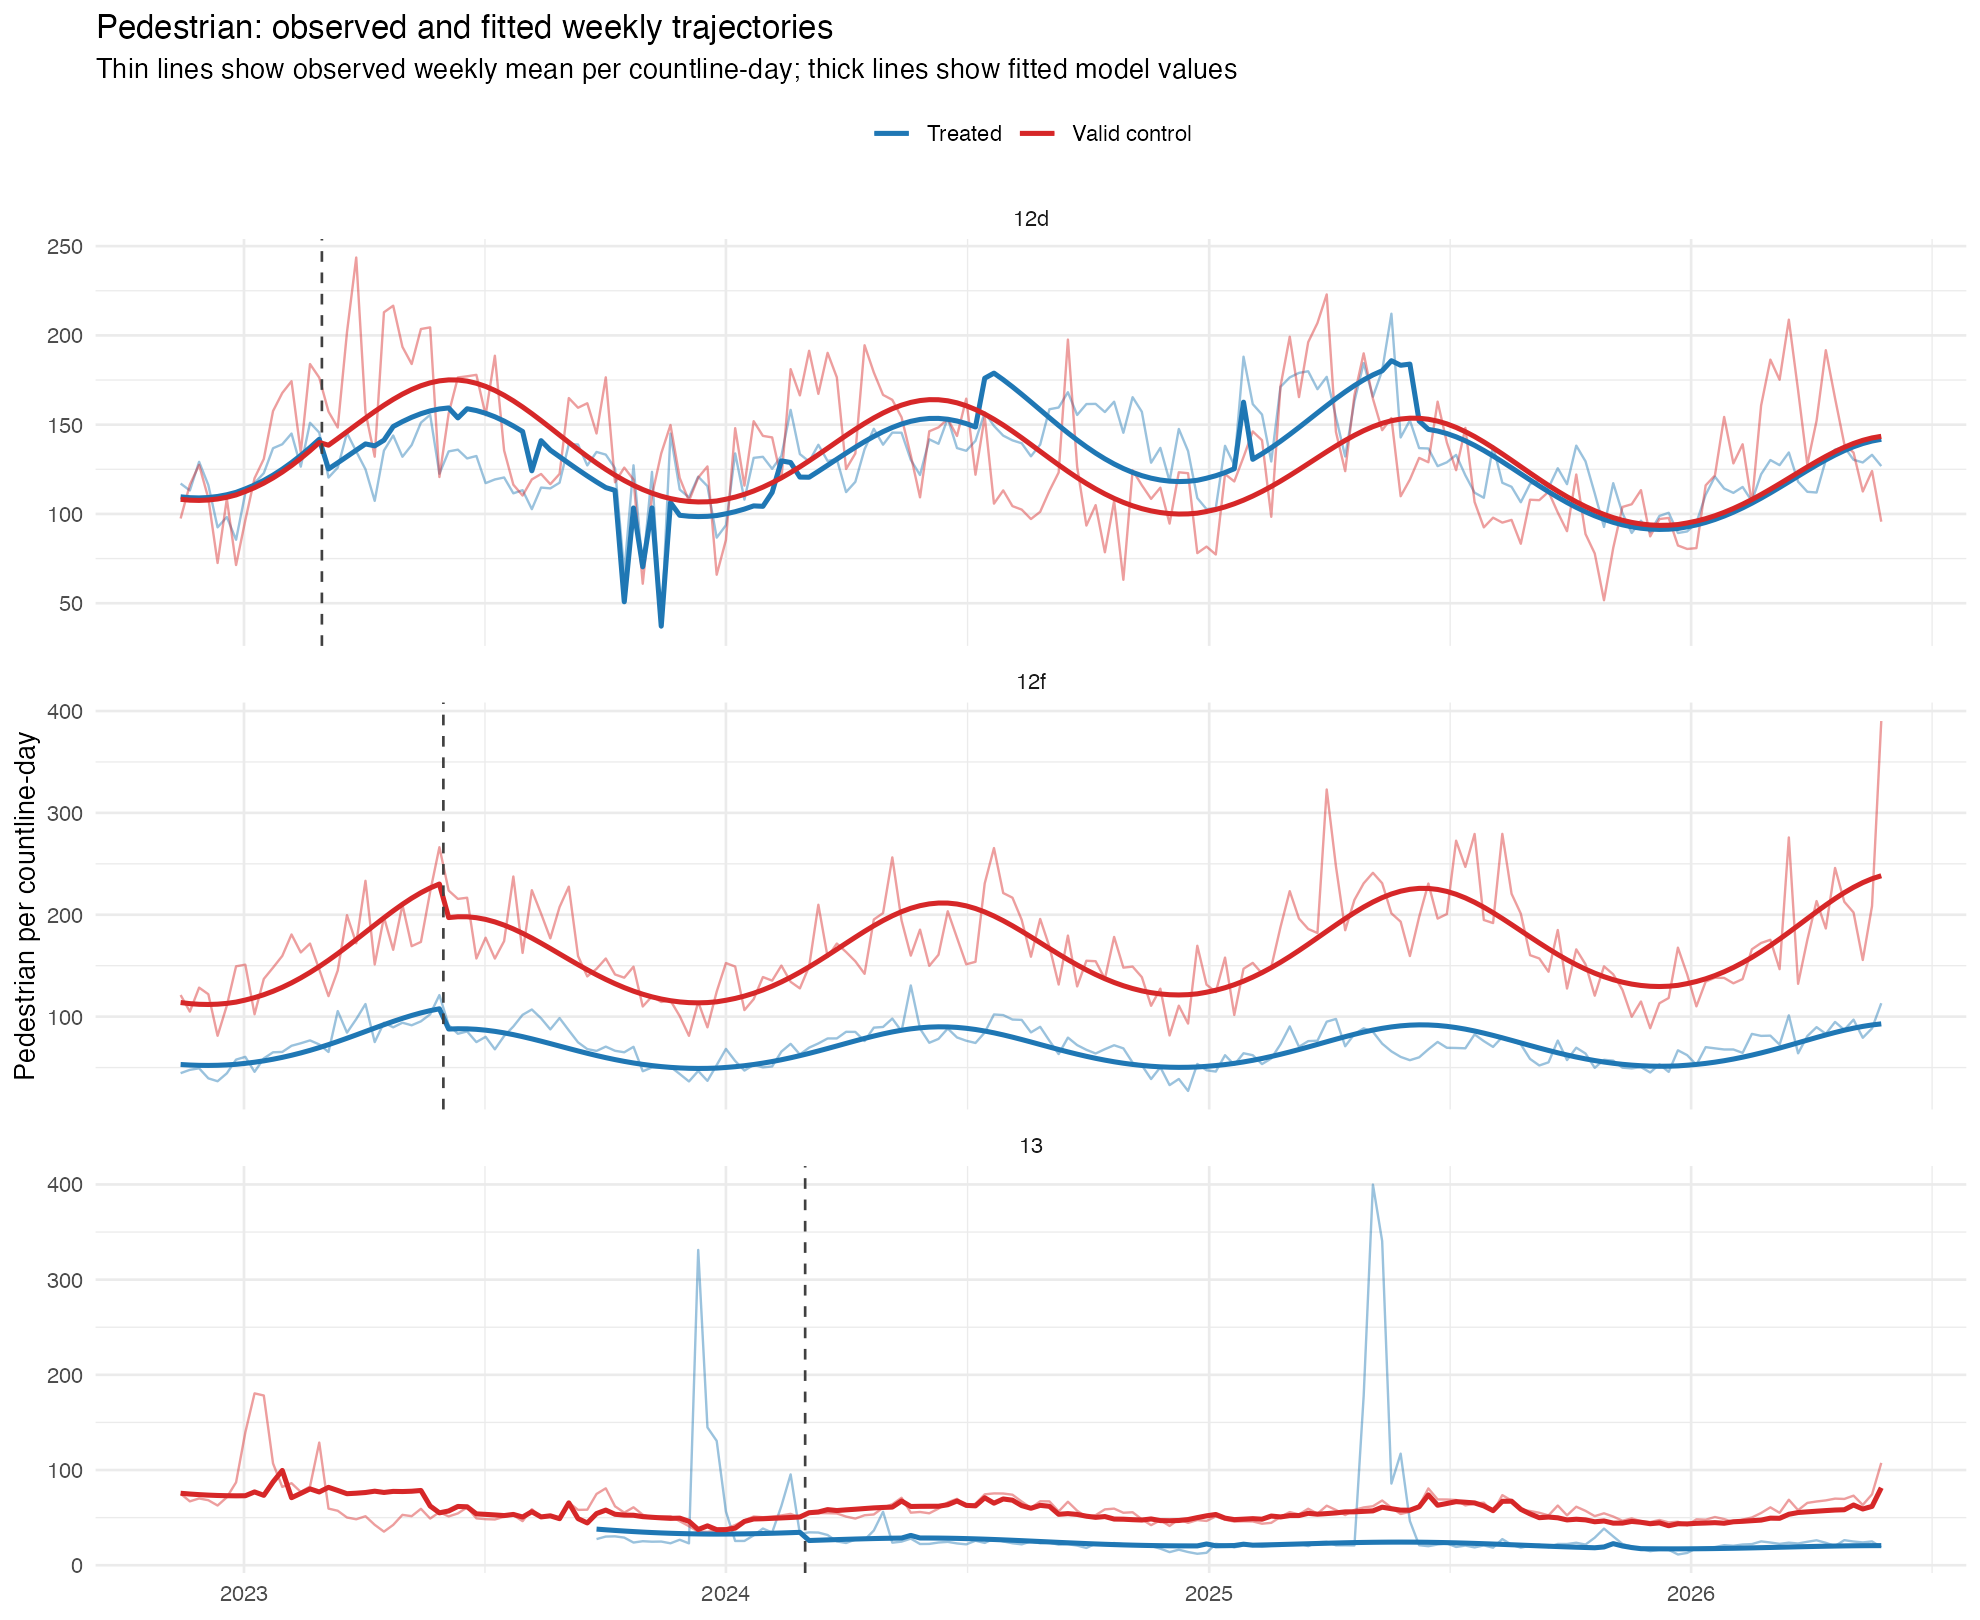 Pedestrian: observed and fitted weekly trajectories
Thin lines show observed weekly mean per countline-day; thick lines show fitted model values
Treated
Valid control
12d
250
200
150
100
50
12f
400
300
200
100
Pedestrian per countline-day
13
400
300
200
100
0
2023
2024
2025
2026